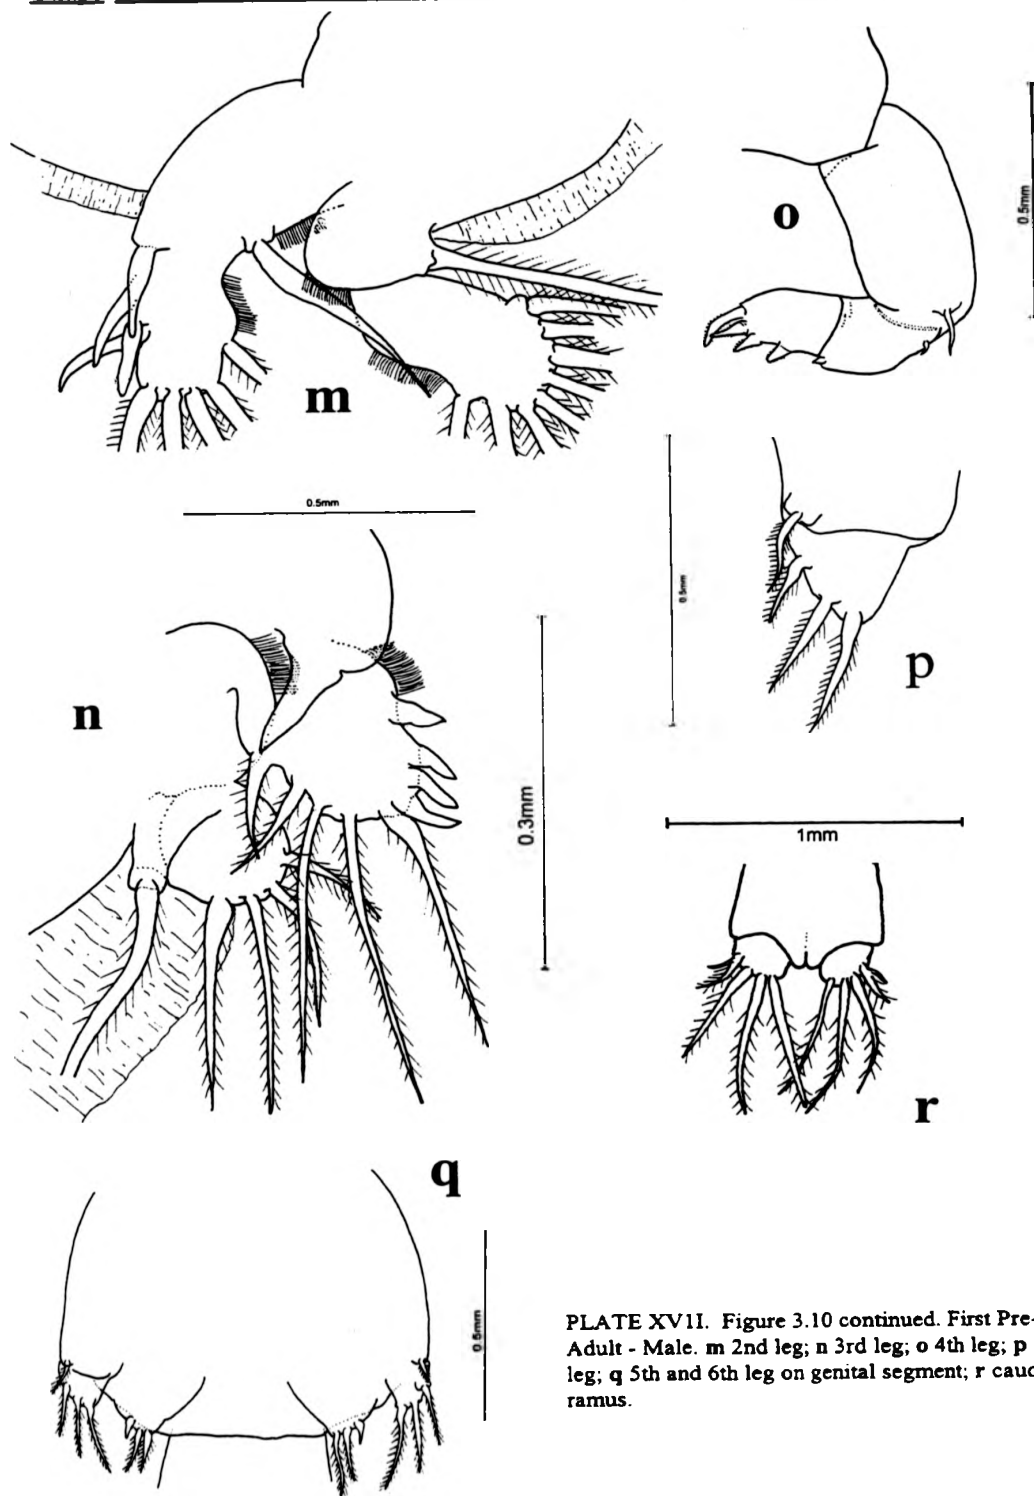 o
0.5mm
m
0.5mm
0.5mm
p
n
0.3mm
1mm
r
q
0.5mm
PLATE XV1I. Figure 3.10 continued. First Pre-
Adult - Male. m 2nd leg; n 3rd leg; o 4th leg; p
leg; q 5th and 6th leg on genital segment; r caud
ramus.